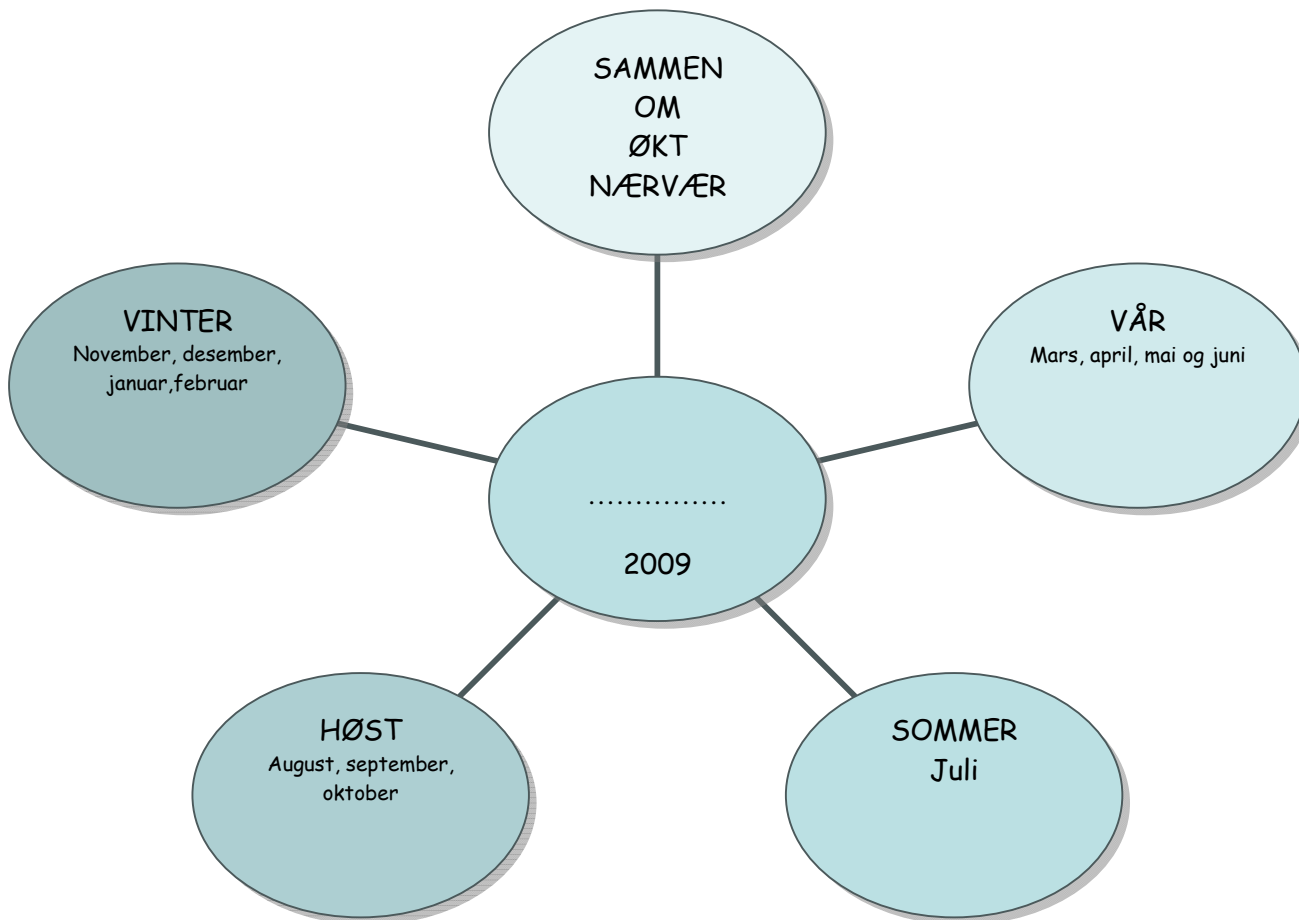 SAMMEN
OM
ØKT
NÆRVÆR
VINTER
November, desember,
januar,februar
VÅR
Mars, april, mai og juni
……………
2009
HØST
August, september,
oktober
SOMMER
Juli